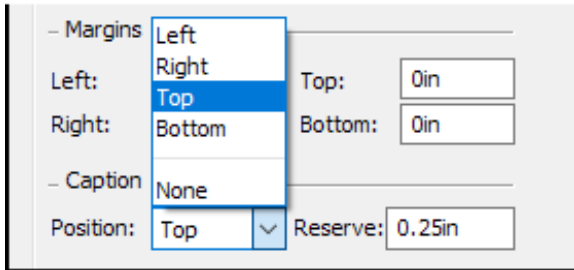 Margins
Left
Right
Top
Bottom
None
Left:
Top: 0in
Right:
Bottom: 0in
Caption
Position: Top Reserve: 0.25in